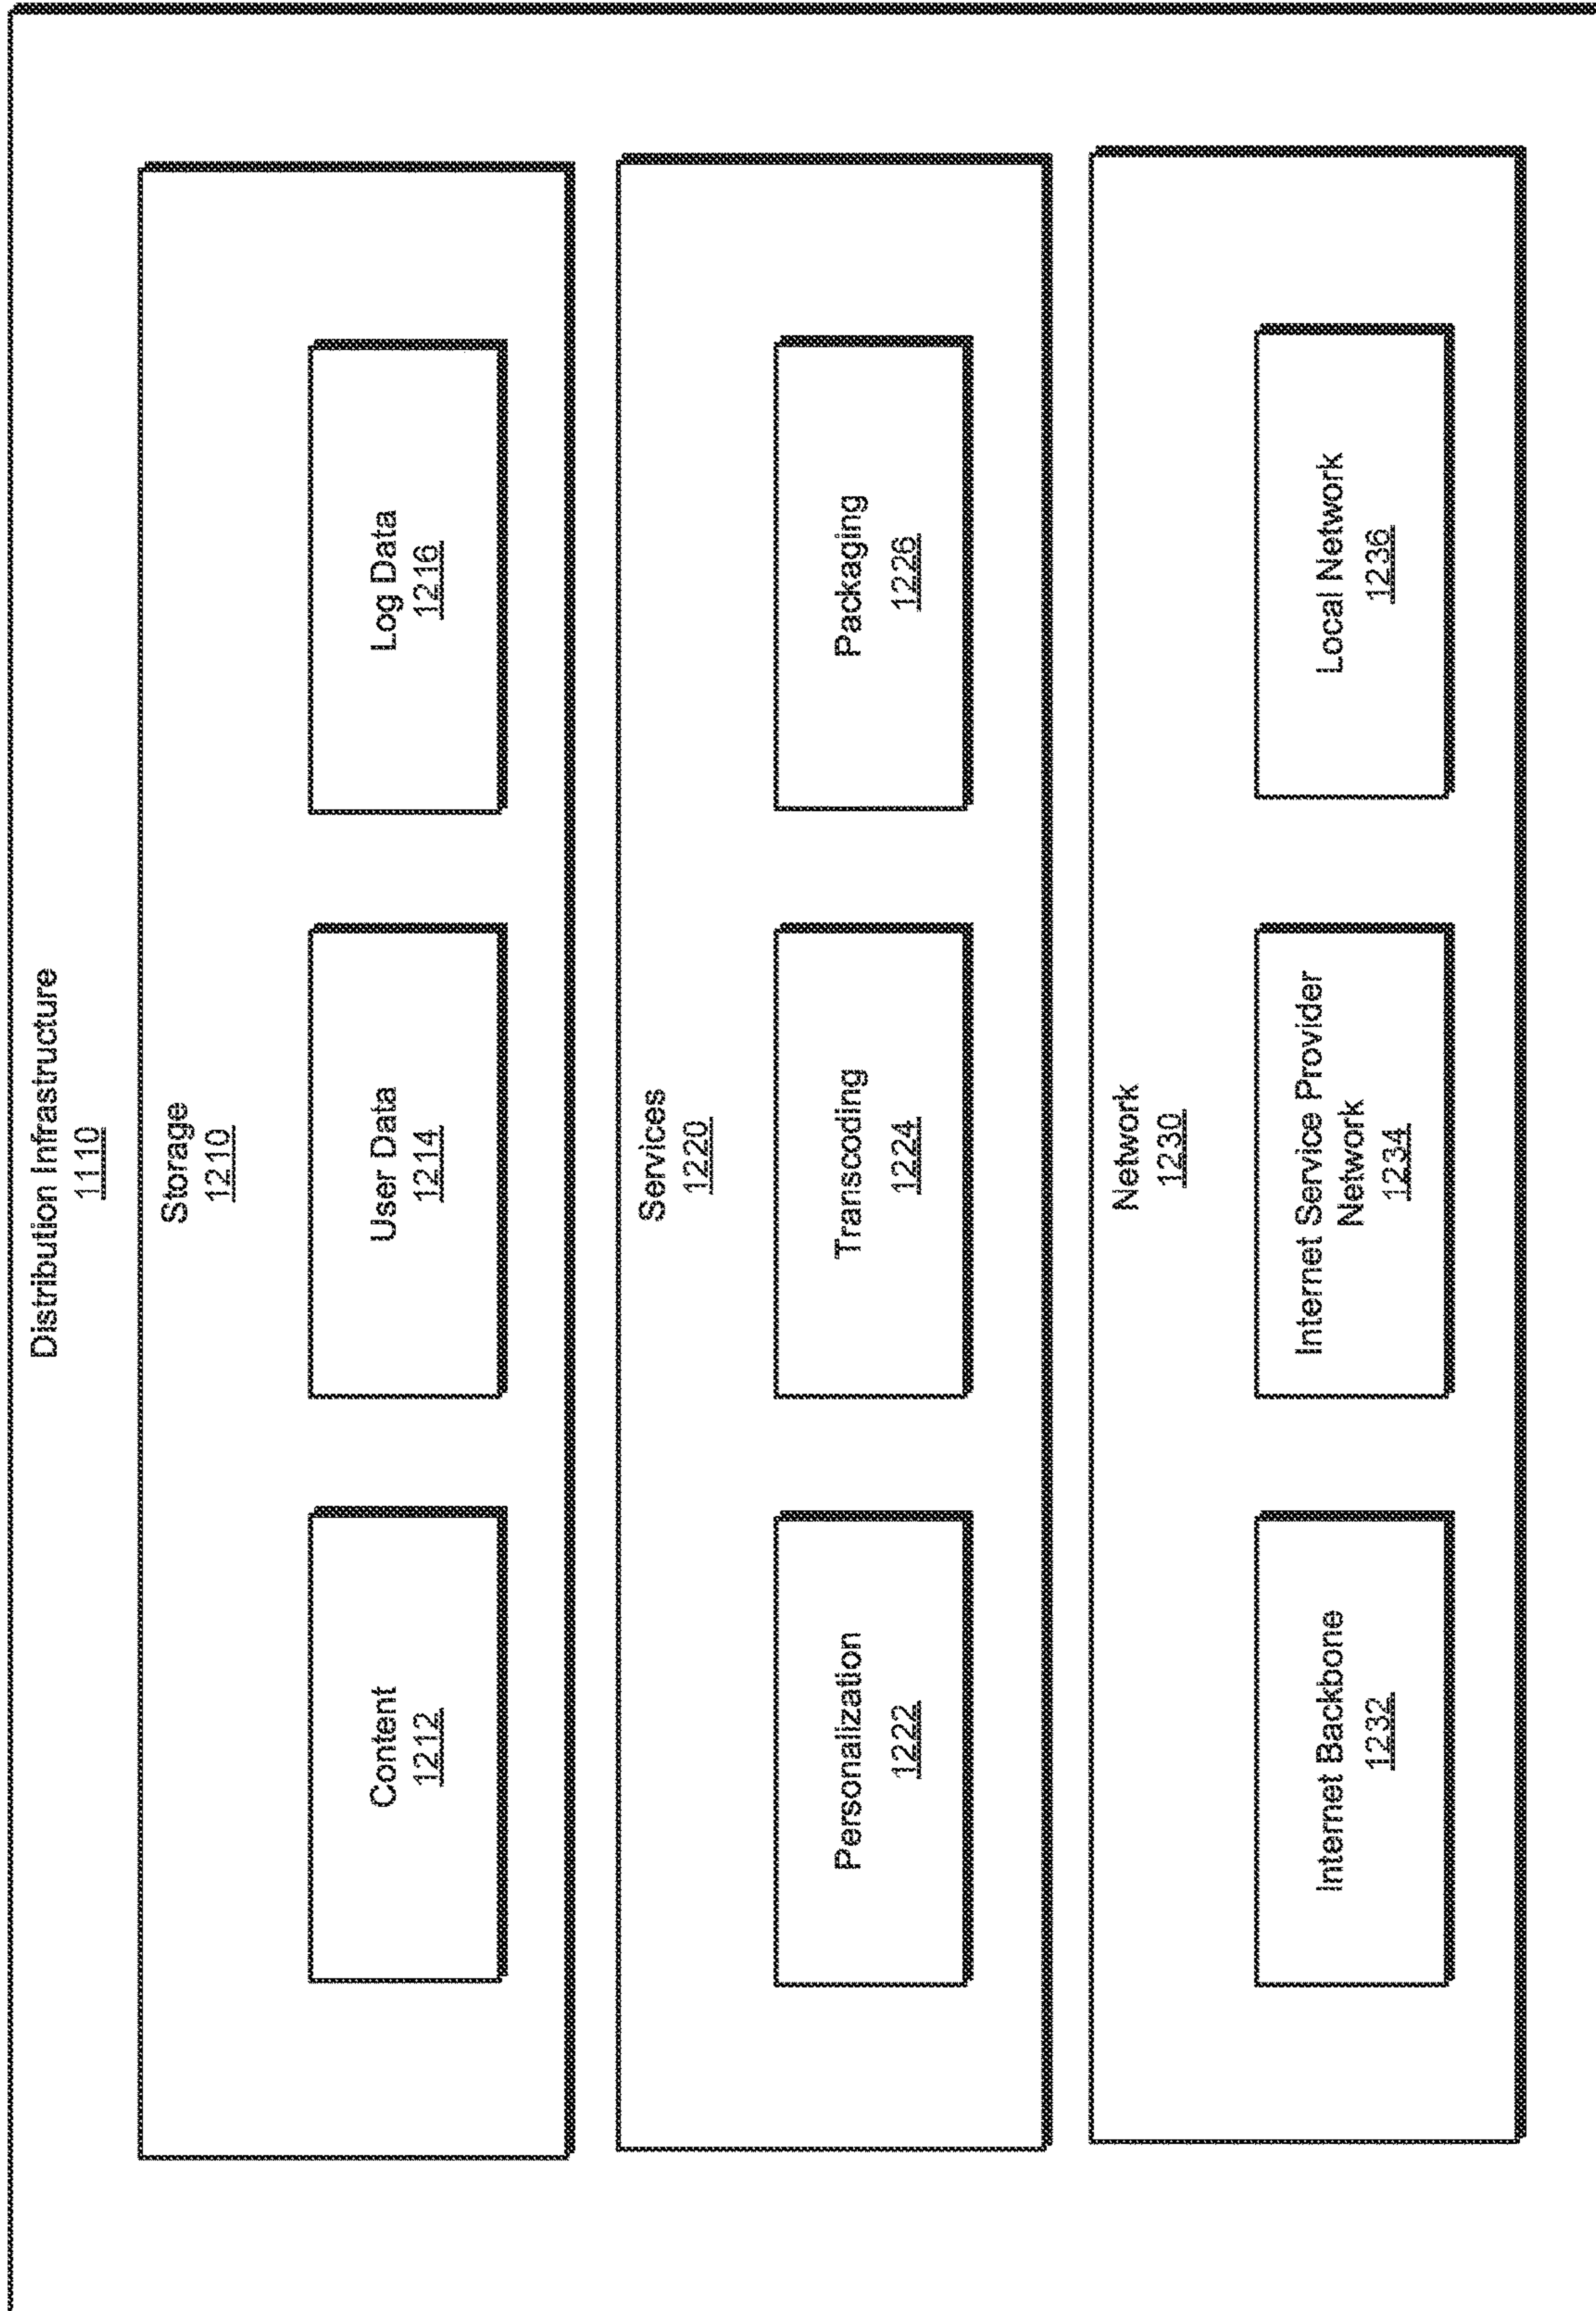 Distribution Infrastructure
1110
Storage
1210
Content
1212
User Data
1214
Log Data
1216
Services
1220
Personalization
1222
Transcoding
1224
Packaging
1226
Network
1230
Internet Backbone
1232
Internet Service Provider
Network
1234
Local Network
1236